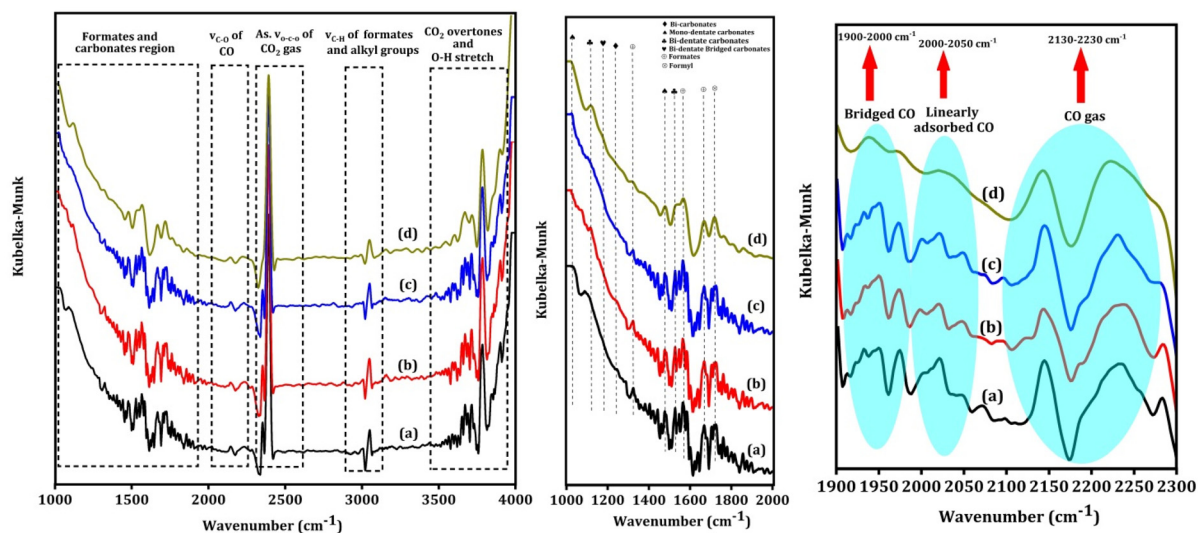 Formates and
carbonates region
νC-O of
CO
As. νo-c-o of
CO2 gas
νC-H of formates
and alkyl groups
CO2 overtones
and
O-H stretch
Kubelka-Munk
(d)
(c)
(b)
(a)
1000 1500 2000 2500 3000 3500 4000
Wavenumber (cm-1)
Bi-carbonates
Mono-dentate carbonates
Bi-dentate carbonates
Bi-dentate Bridged carbonates
Formates
Formyl
Kubelka-Munk
(d)
(c)
(b)
(a)
1000 1200 1400 1600 1800 2000
Wavenumber (cm-1)
1900-2000 cm-1
2000-2050 cm-1
2130-2230 cm-1
Bridged CO
Linearly
adsorbed CO
CO gas
Kubelka-Munk
(d)
(c)
(b)
(a)
1900 1950 2000 2050 2100 2150 2200 2250 2300
Wavenumber (cm-1)